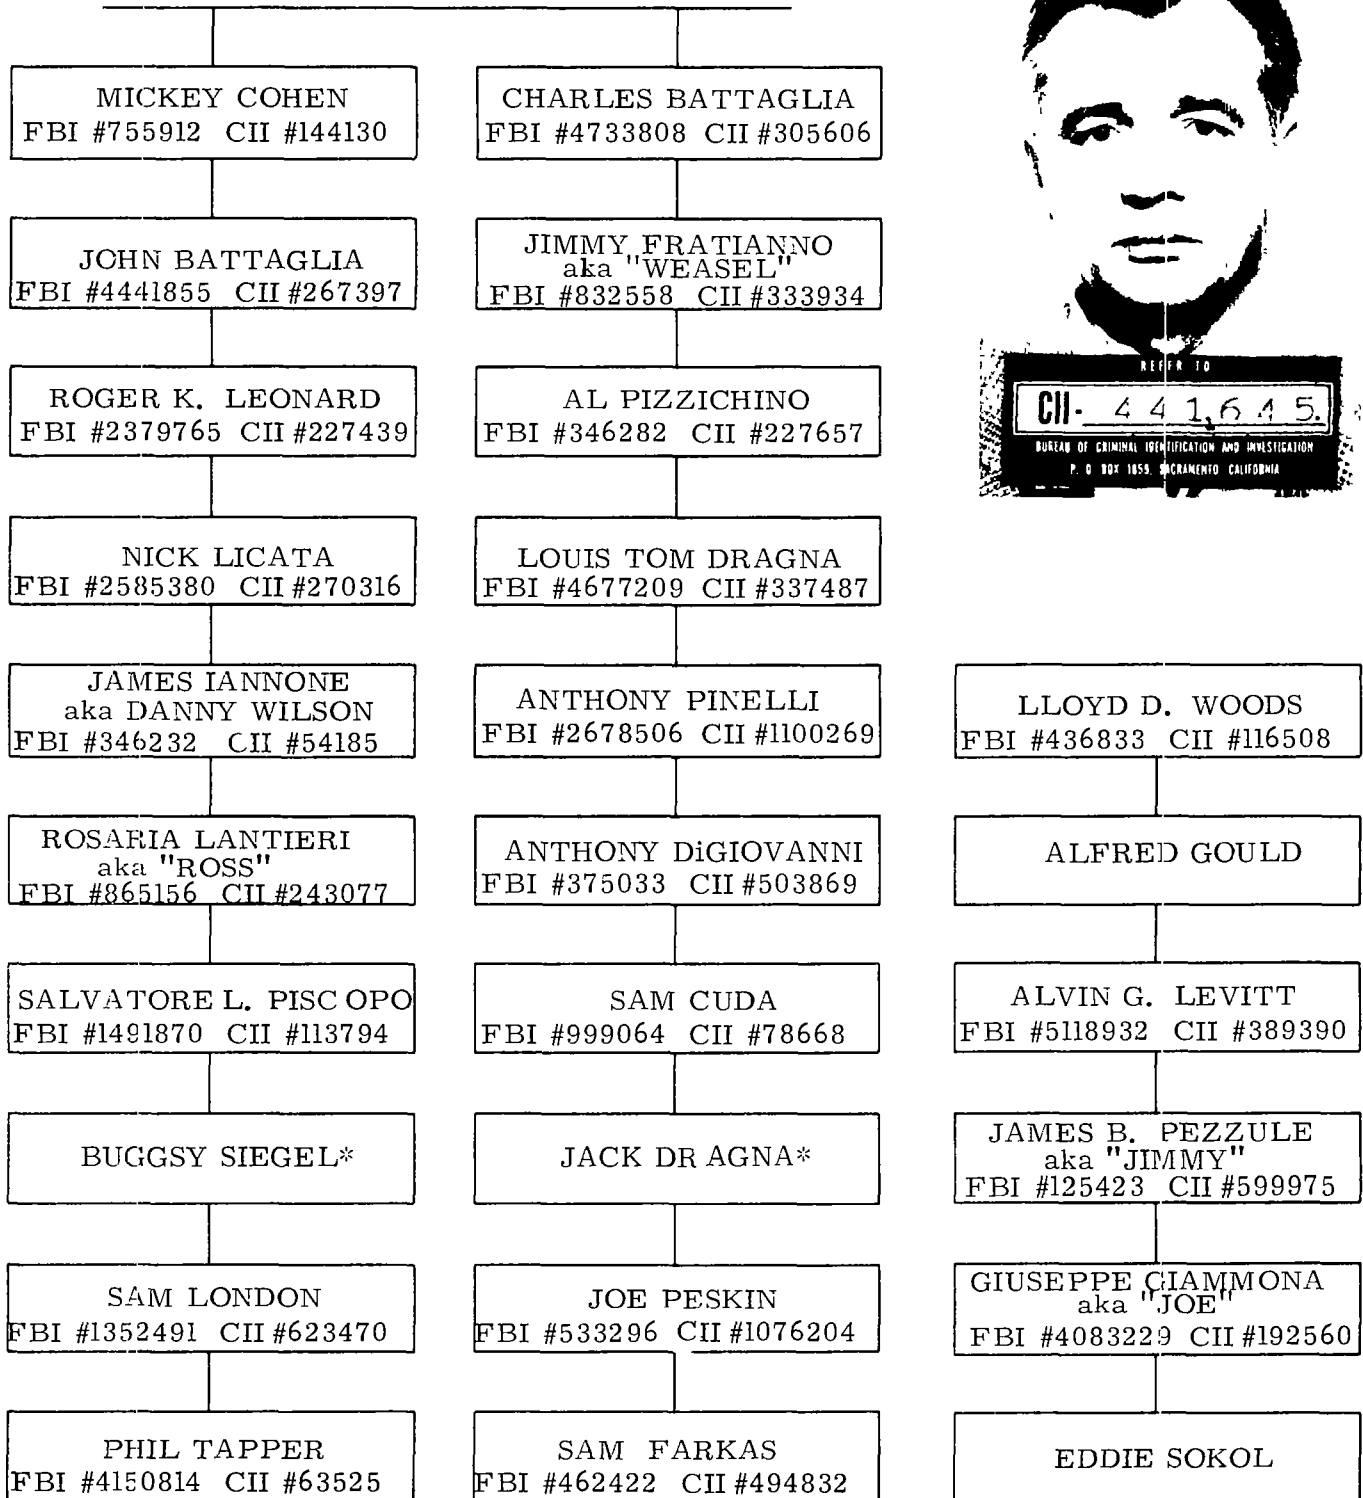 MICKEY COHEN
FBI #755912 CII #144130
JOHN BATTAGLIA
FBI #4441855 CII #267397
ROGER K. LEONARD
FBI #2379765 CII #227439
NICK LICATA
FBI #2585380 CII #270316
JAMES IANNONE
aka DANNY WILSON
FBI #346232 CII #54185
ROSARIA LANTIERI
aka "ROSS"
FBI #865156 CII #243077
SALVATORE L. PISCOPO
FBI #1491870 CII #113794
BUGGSY SIEGEL*
SAM LONDON
FBI #1352491 CII #623470
PHIL TAPPER
FBI #4150814 CII #63525
CHARLES BATTAGLIA
FBI #4733808 CII #305606
JIMMY FRATIANNO
aka "WEASEL"
FBI #832558 CII #333934
AL PIZZICHINO
FBI #346282 CII #227657
LOUIS TOM DRAGNA
FBI #4677209 CII #337487
ANTHONY PINELLI
FBI #2678506 CII #1100269
ANTHONY DiGIOVANNI
FBI #375033 CII #503869
SAM CUDA
FBI #999064 CII #78668
JACK DRAGNA*
JOE PESKIN
FBI #533296 CII #1076204
SAM FARKAS
FBI #462422 CII #494832
REFER TO
CII- 441,645.
BUREAU OF CRIMINAL IDENTIFICATION AND INVESTIGATION
P. O. BOX 1859, SACRAMENTO CALIFORNIA
LLOYD D. WOODS
FBI #436833 CII #116508
ALFRED GOULD
ALVIN G. LEVITT
FBI #5118932 CII #389390
JAMES B. PEZZULE
aka "JIMMY"
FBI #125423 CII #599975
GIUSEPPE GIAMMONA
aka "JOE"
FBI #4083229 CII #192560
EDDIE SOKOL